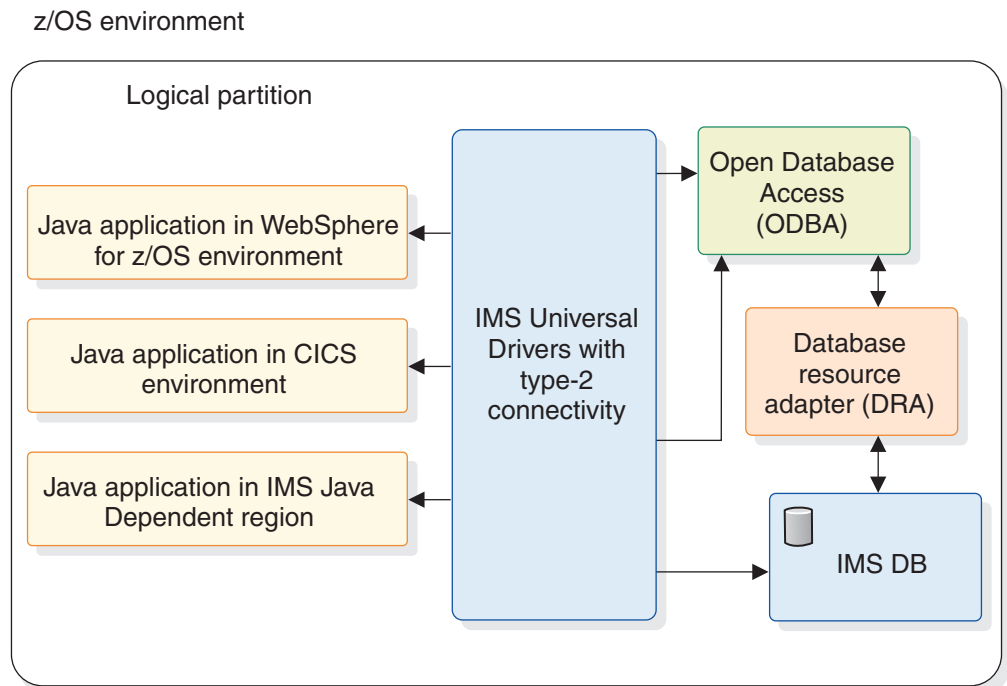 z/OS environment
Logical partition
Java application in WebSphere
for z/OS environment
Java application in CICS
environment
Java application in IMS Java
Dependent region
IMS Universal
Drivers with
type-2
connectivity
Open Database
Access
(ODBA)
Database
resource
adapter (DRA)
IMS DB